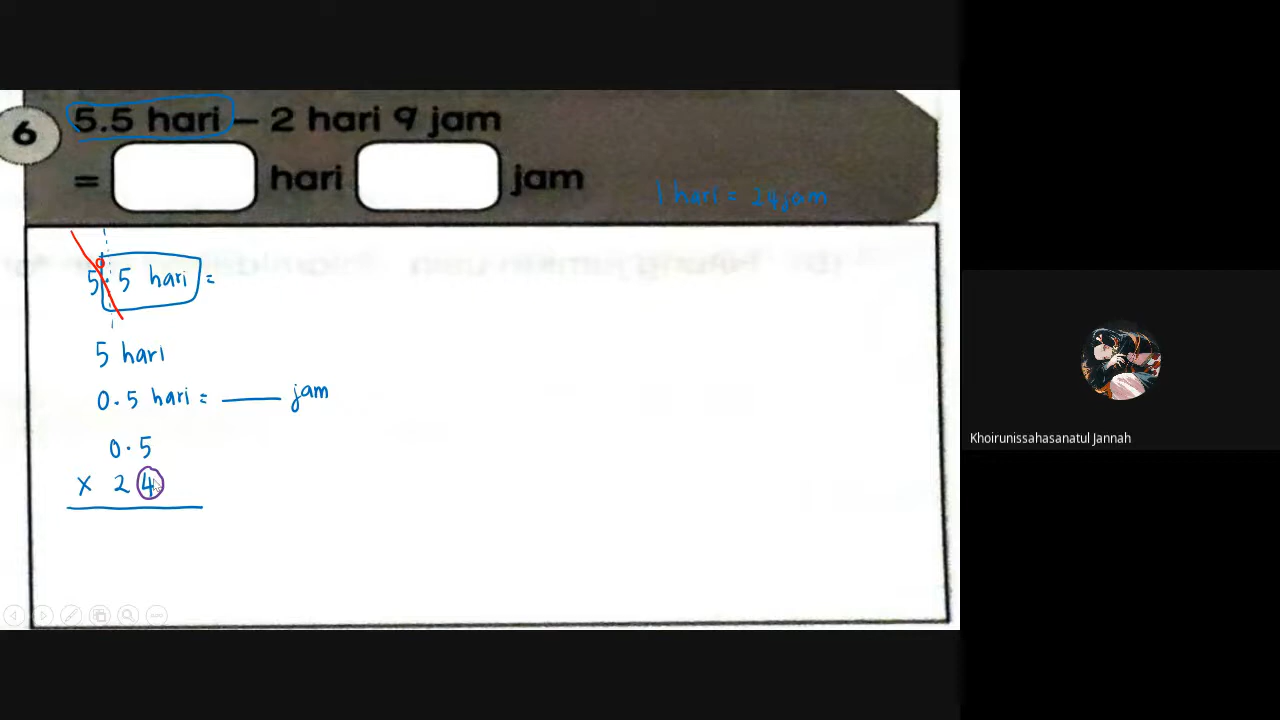 6
5.5 hari – 2 hari 9 jam
= hari jam
1 hari = 24 jam
5.5 hari =
5 hari
0.5 hari = ____ jam
0.5
x 24
Khoirunissahasanatul Jannah